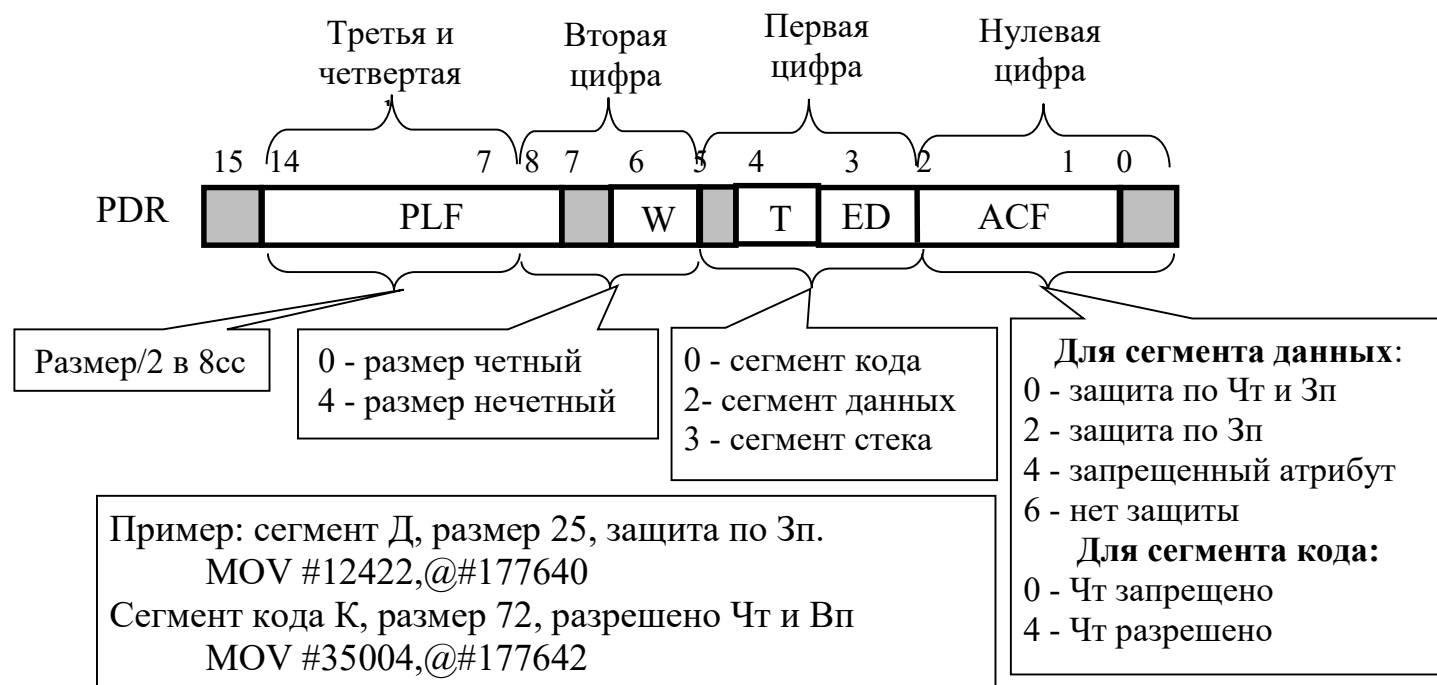 Третья и
четвертая
Вторая
цифра
Первая
цифра
Нулевая
цифра
15 14 7 8 7 6 5 4 3 2 1 0
PDR PLF W T ED ACF
Размер/2 в 8сс
0 - размер четный
4 - размер нечетный
0 - сегмент кода
2- сегмент данных
3 - сегмент стека
Для сегмента данных:
0 - защита по Чт и Зп
2 - защита по Зп
4 - запрещенный атрибут
6 - нет защиты
Для сегмента кода:
0 - Чт запрещено
4 - Чт разрешено
Пример: сегмент Д, размер 25, защита по Зп.
MOV #12422,@#177640
Сегмент кода К, размер 72, разрешено Чт и Вп
MOV #35004,@#177642